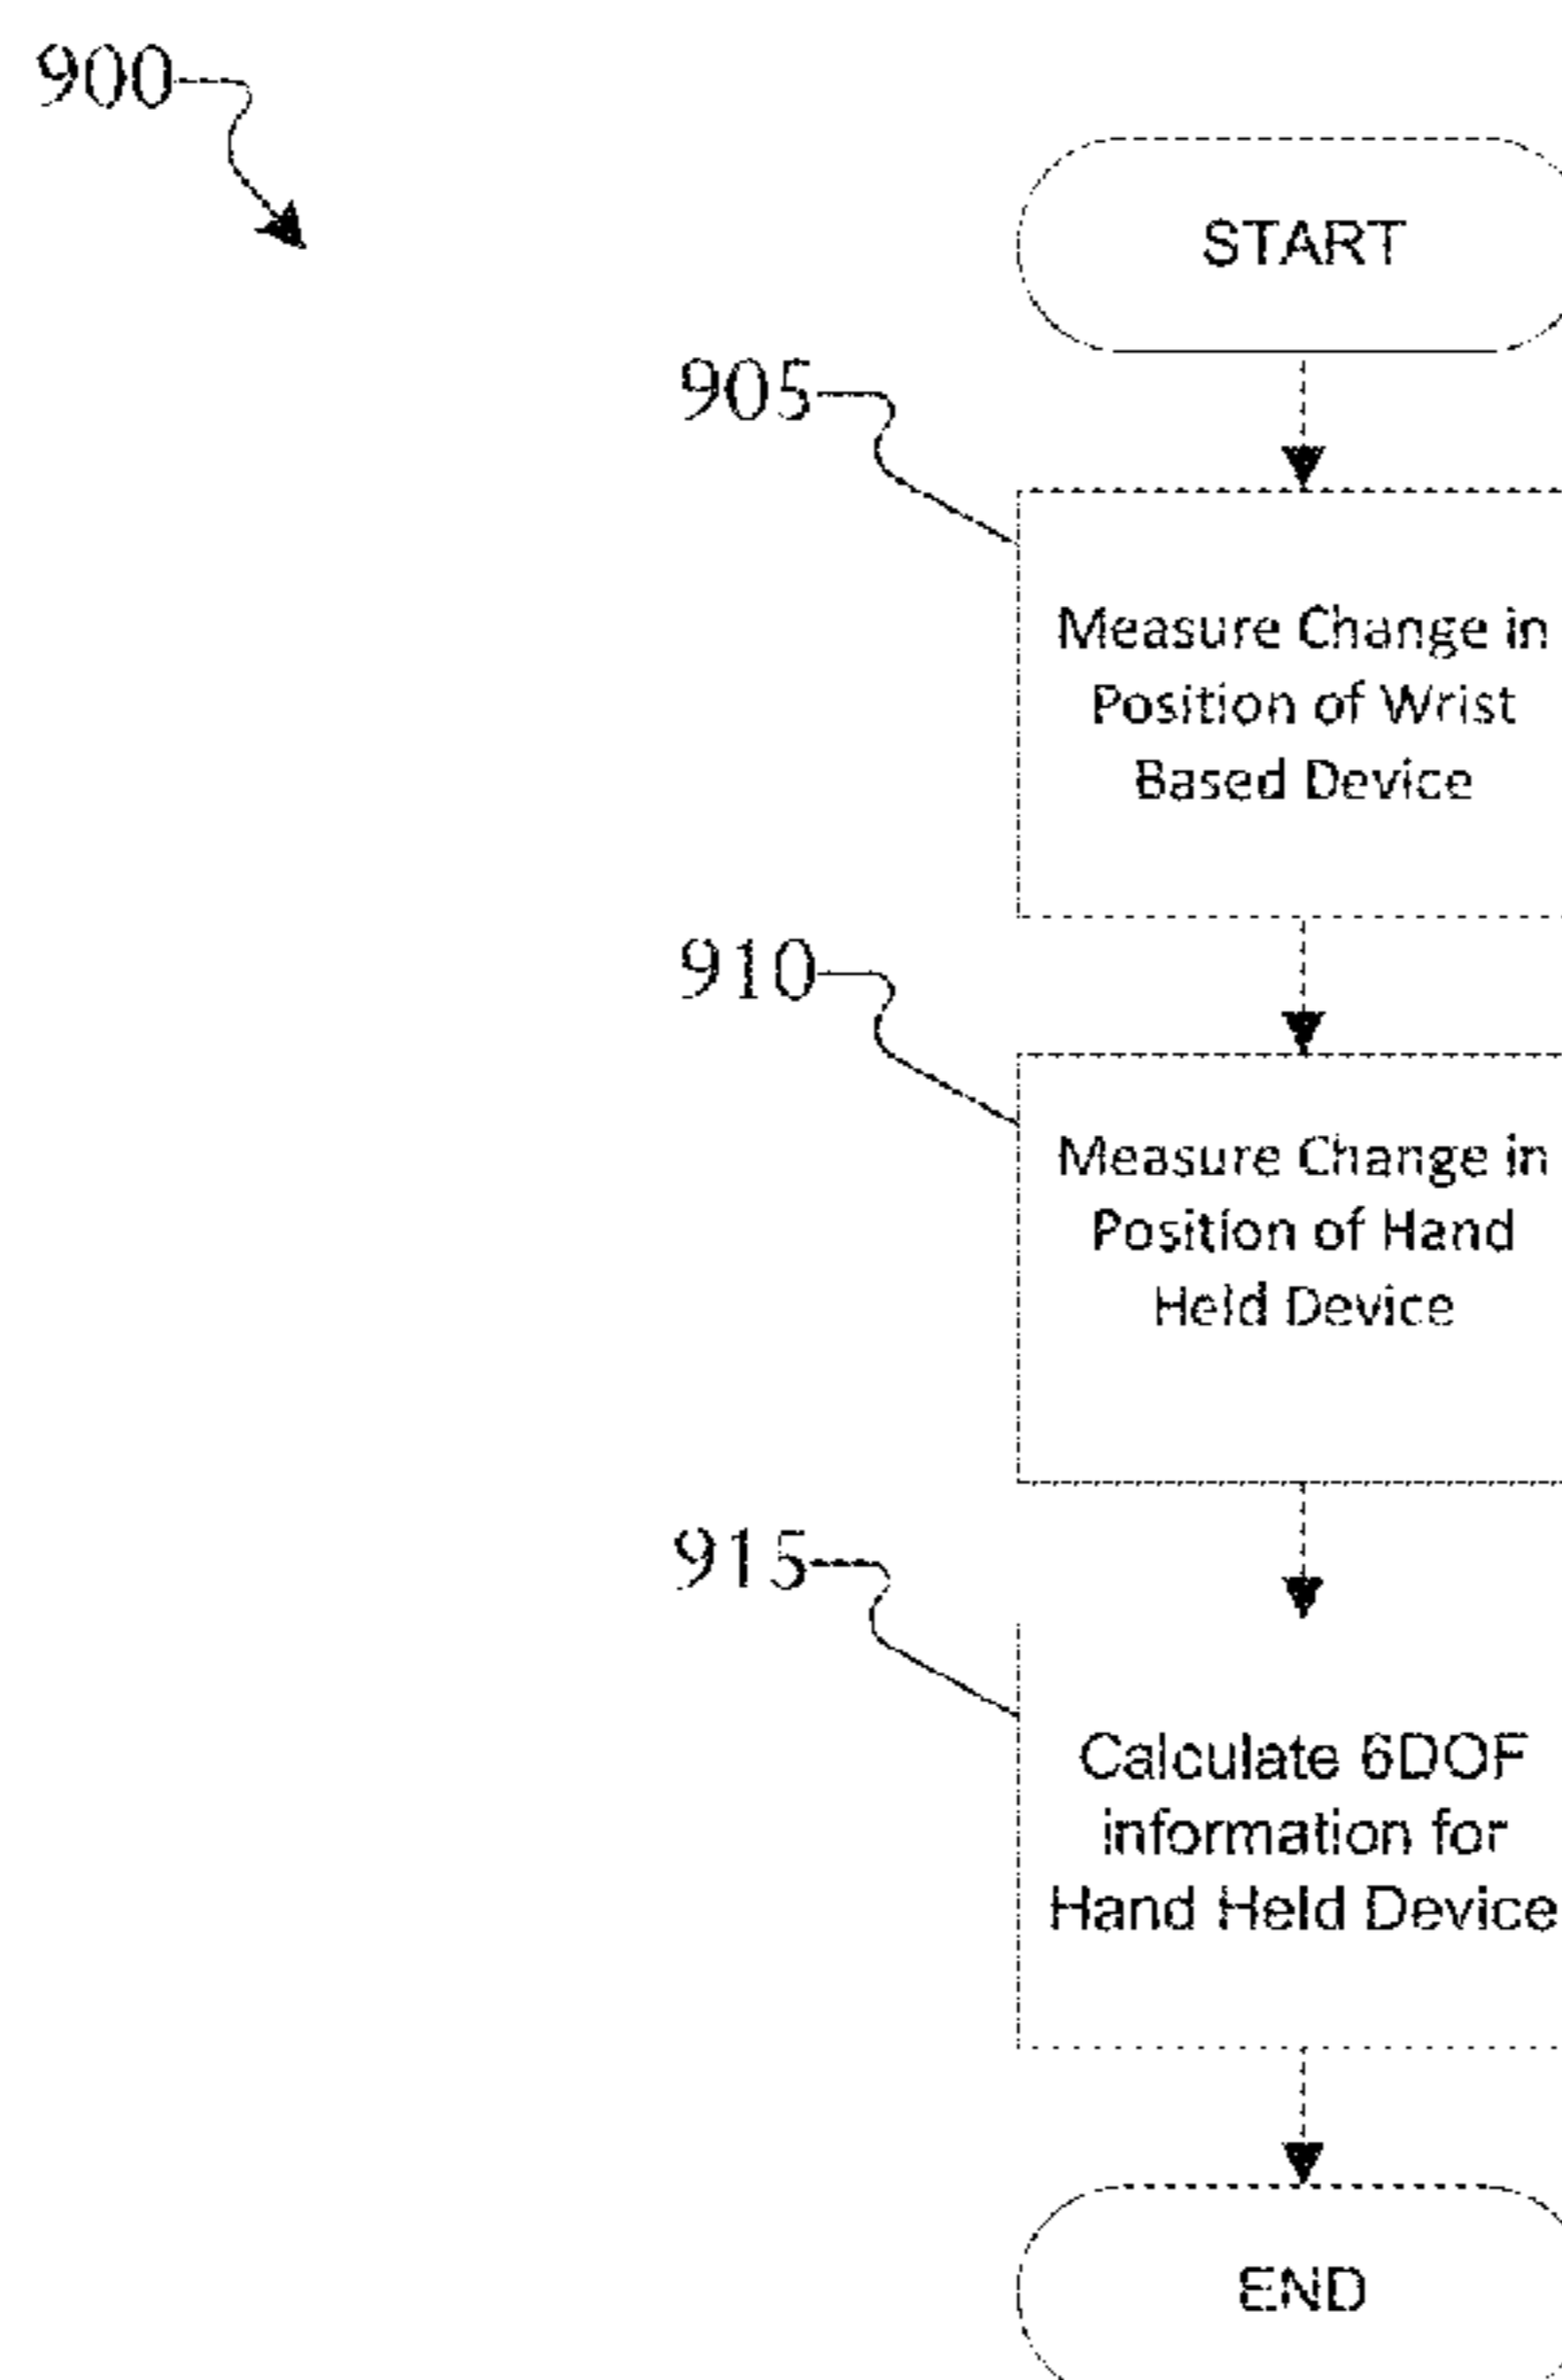 900
START
905
Measure Change in
Position of Wrist
Based Device
910
Measure Change in
Position of Hand
Held Device
915
Calculate 6DOF
information for
Hand Held Device
END